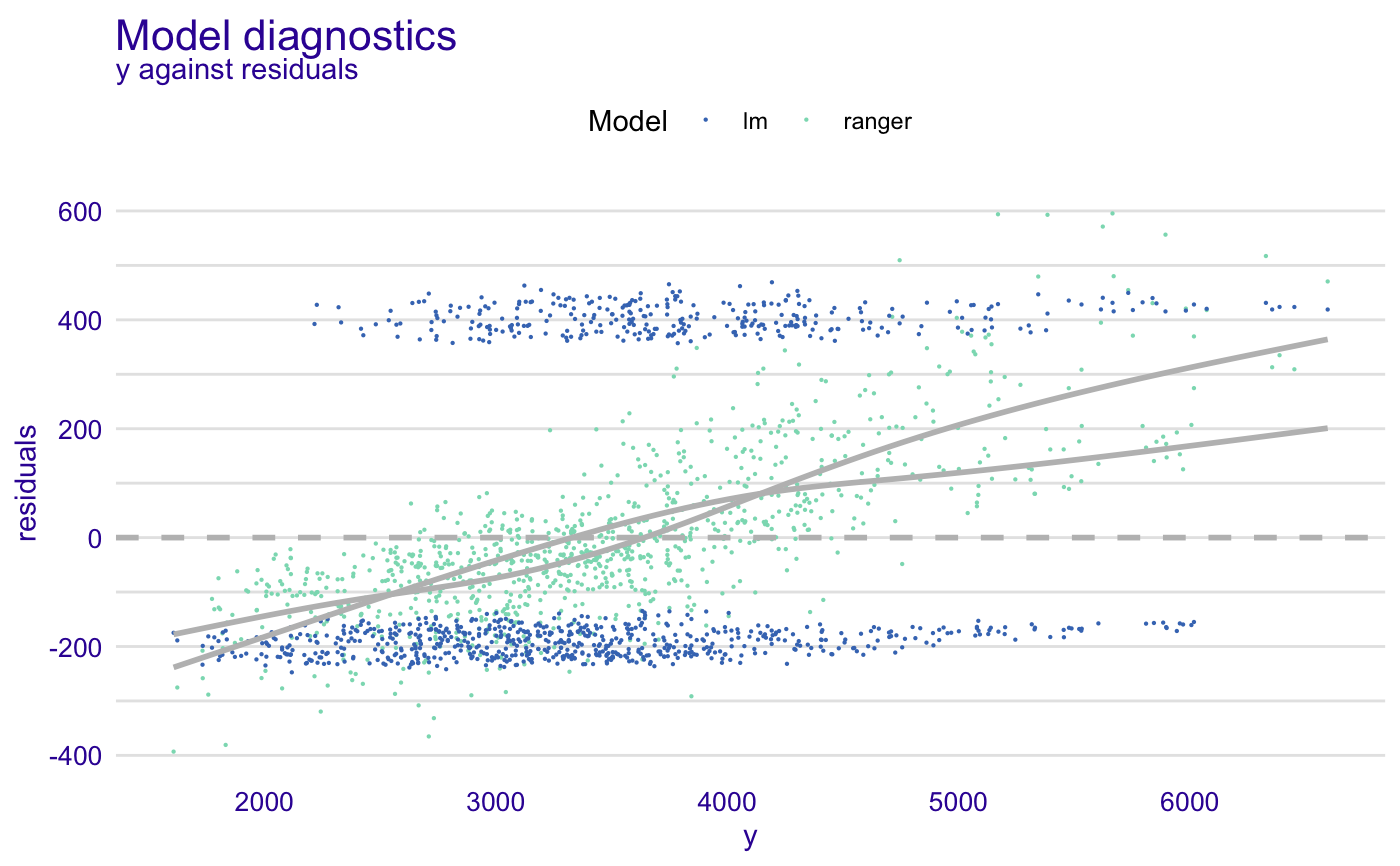 Model diagnostics
y against residuals
Model lm ranger
600
400
200
0
-200
-400
residuals
2000 3000 4000 5000 6000
y